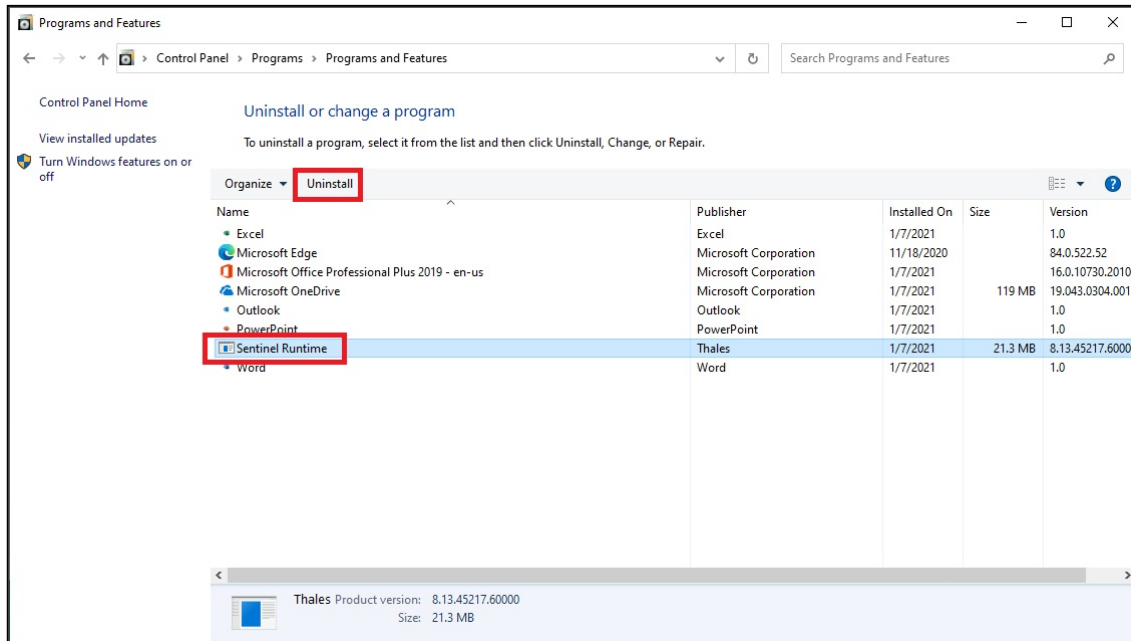 Programs and Features
Control Panel > Programs > Programs and Features
Search Programs and Features
Control Panel Home
View installed updates
Turn Windows features on or
off
Uninstall or change a program
To uninstall a program, select it from the list and then click Uninstall, Change, or Repair.
Organize Uninstall
Name Publisher Installed On Size Version
Excel Excel 1/7/2021 1.0
Microsoft Edge Microsoft Corporation 11/18/2020 84.0.522.52
Microsoft Office Professional Plus 2019 - en-us Microsoft Corporation 1/7/2021 16.0.10730.2010
Microsoft OneDrive Microsoft Corporation 1/7/2021 119 MB 19.043.0304.001
Outlook Outlook 1/7/2021 1.0
PowerPoint PowerPoint 1/7/2021 1.0
Sentinel Runtime Thales 1/7/2021 21.3 MB 8.13.45217.6000
Word Word 1/7/2021 1.0
Thales Product version: 8.13.45217.60000
Size: 21.3 MB